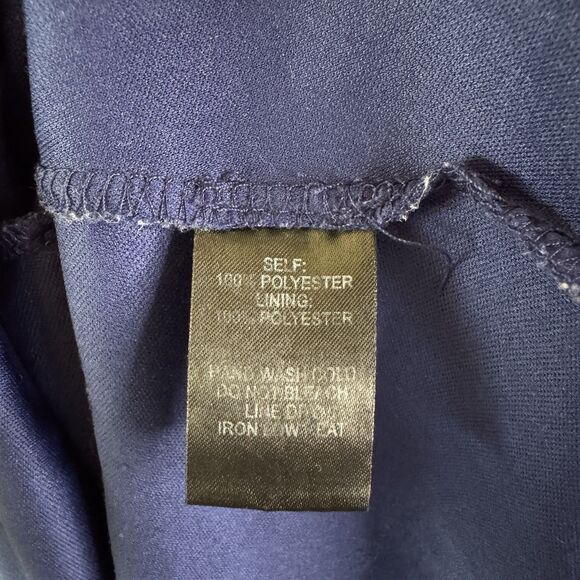 SELF:
100% POLYESTER
LINING:
100% POLYESTER
HAND WASH COLD
DO NOT BLEACH
LINE DRY
IRON LOW HEAT